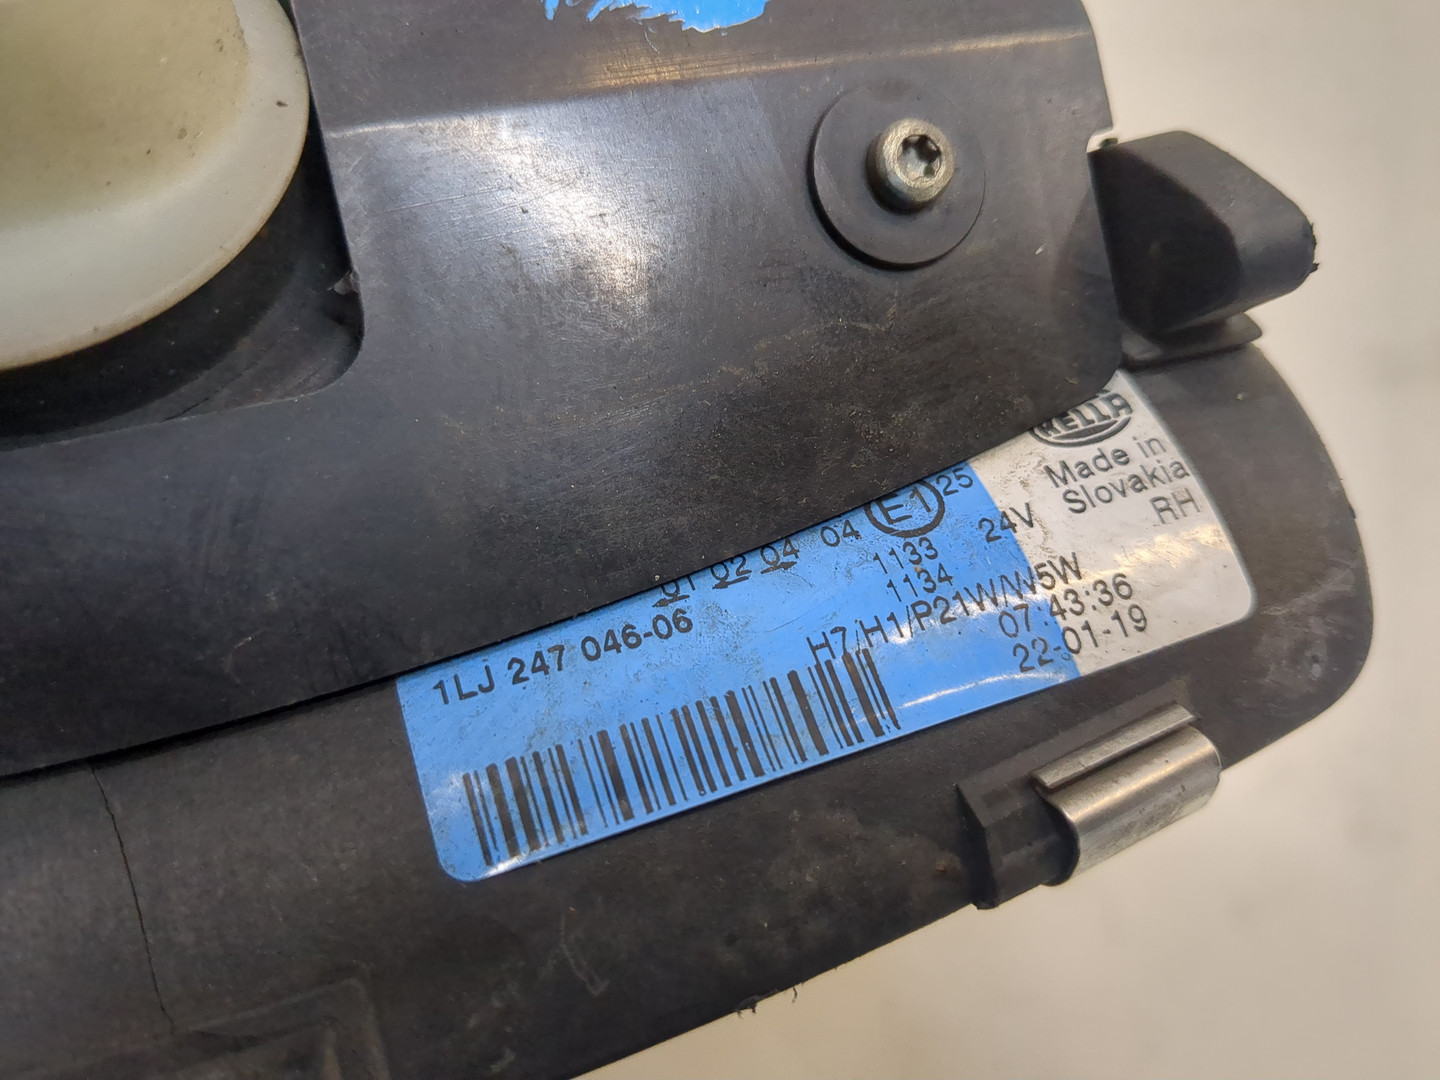 HELLA
Made in
Slovakia
RH
E1 25
01 02 04 04
1133
1134
24V
1LJ 247 046-06
H7/H1/P21W/W5W
07:43:36
22-01-19